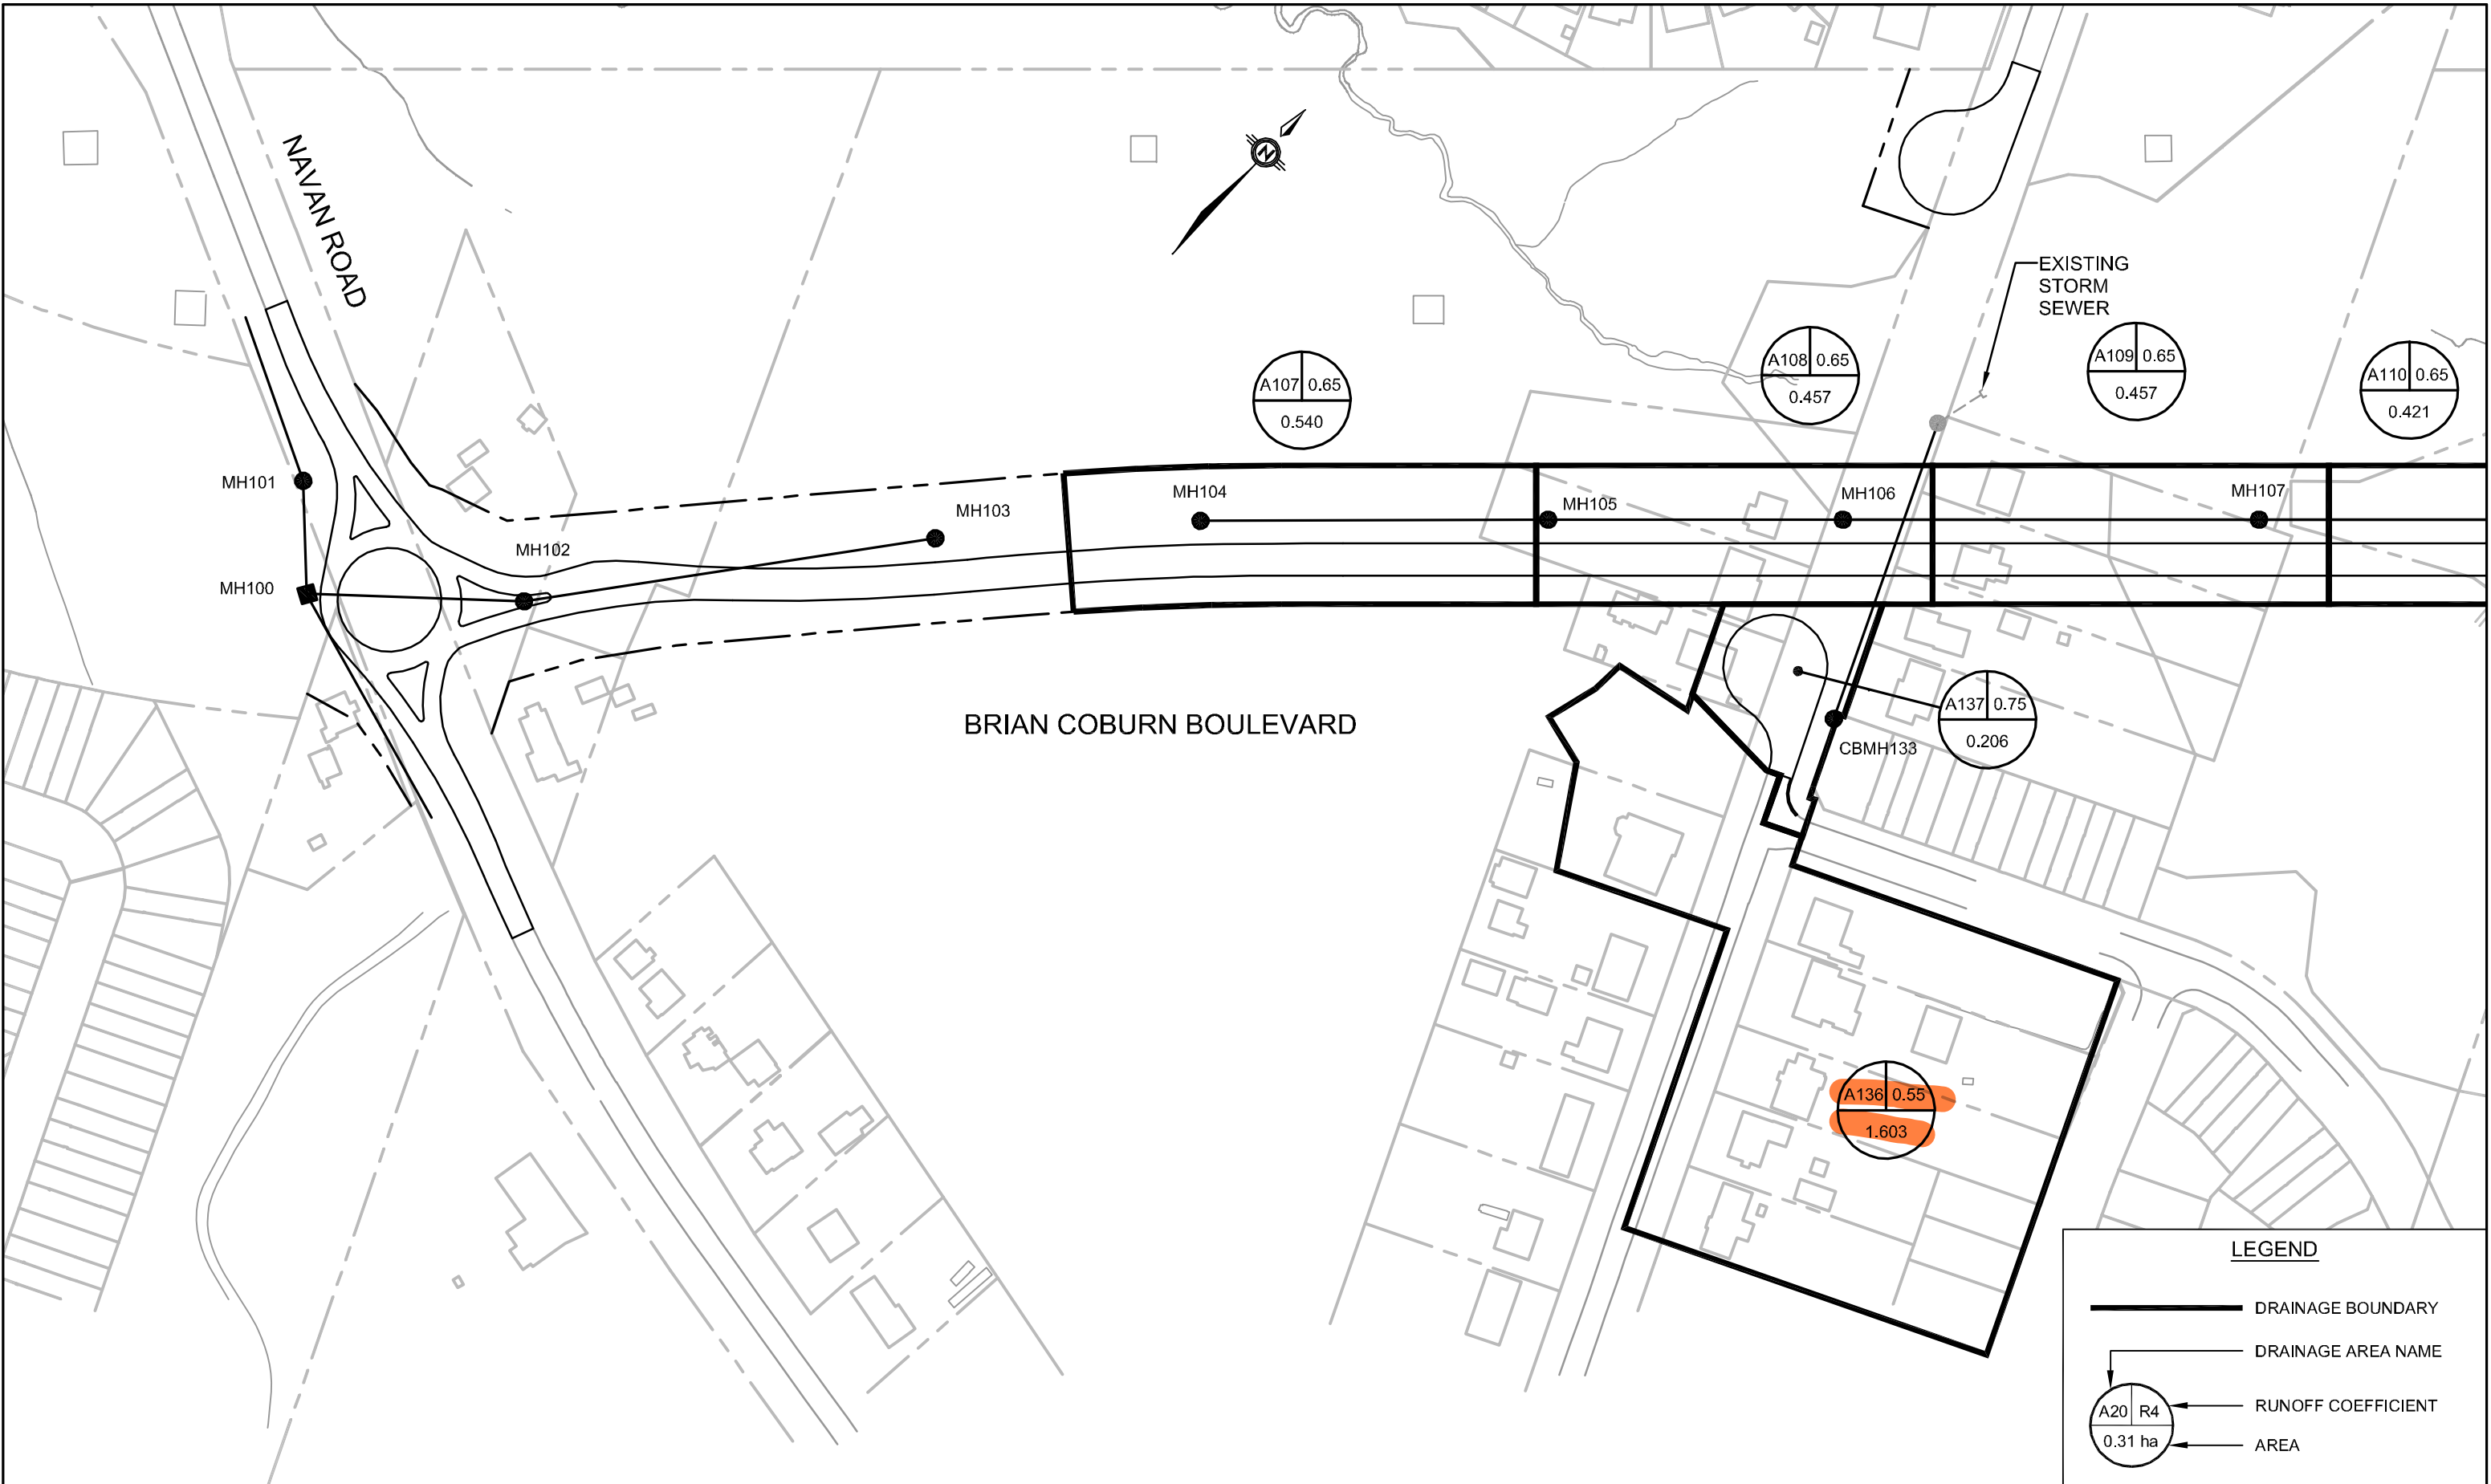 NAVAN ROAD
EXISTING
STORM
SEWER
A107 0.65
0.540
A108 0.65
0.457
A109 0.65
0.457
A110 0.65
0.421
MH101
MH100
MH102
MH103
MH104
MH105
MH106
MH107
N
BRIAN COBURN BOULEVARD
A137 0.75
0.206
CBMH133
A136 0.55
1.603
LEGEND
DRAINAGE BOUNDARY
DRAINAGE AREA NAME
A20 R4
0.31 ha
RUNOFF COEFFICIENT
AREA